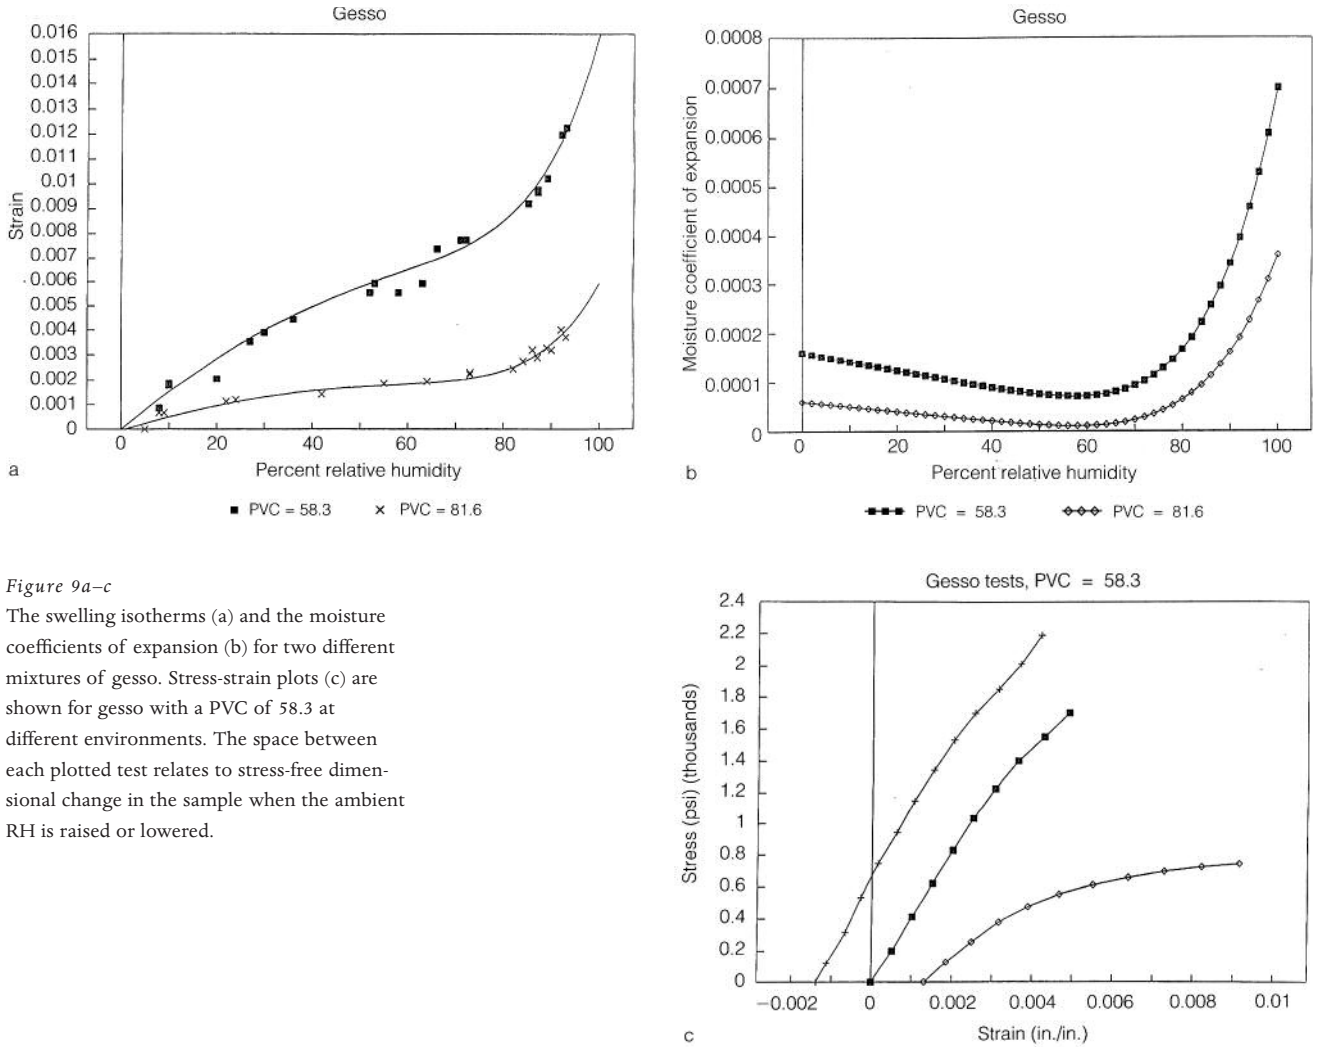 Gesso
0.016
0.015
0.014
0.013
0.012
0.011
0.01
0.009
0.008
0.007
0.006
0.005
0.004
0.003
0.002
0.001
0
Strain
0 20 40 60 80 100
Percent relative humidity
a
PVC = 58.3 PVC = 81.6
Gesso
0.0008
0.0007
0.0006
0.0005
0.0004
0.0003
0.0002
0.0001
0
Moisture coefficient of expansion
0 20 40 60 80 100
Percent relative humidity
b
PVC = 58.3 PVC = 81.6
Figure 9a–c
The swelling isotherms (a) and the moisture
coefficients of expansion (b) for two different
mixtures of gesso. Stress-strain plots (c) are
shown for gesso with a PVC of 58.3 at
different environments. The space between
each plotted test relates to stress-free dimen-
sional change in the sample when the ambient
RH is raised or lowered.
Gesso tests, PVC = 58.3
2.4
2.2
2
1.8
1.6
1.4
1.2
1
0.8
0.6
0.4
0.2
0
Stress (psi) (thousands)
−0.002 0 0.002 0.004 0.006 0.008 0.01
Strain (in./in.)
c